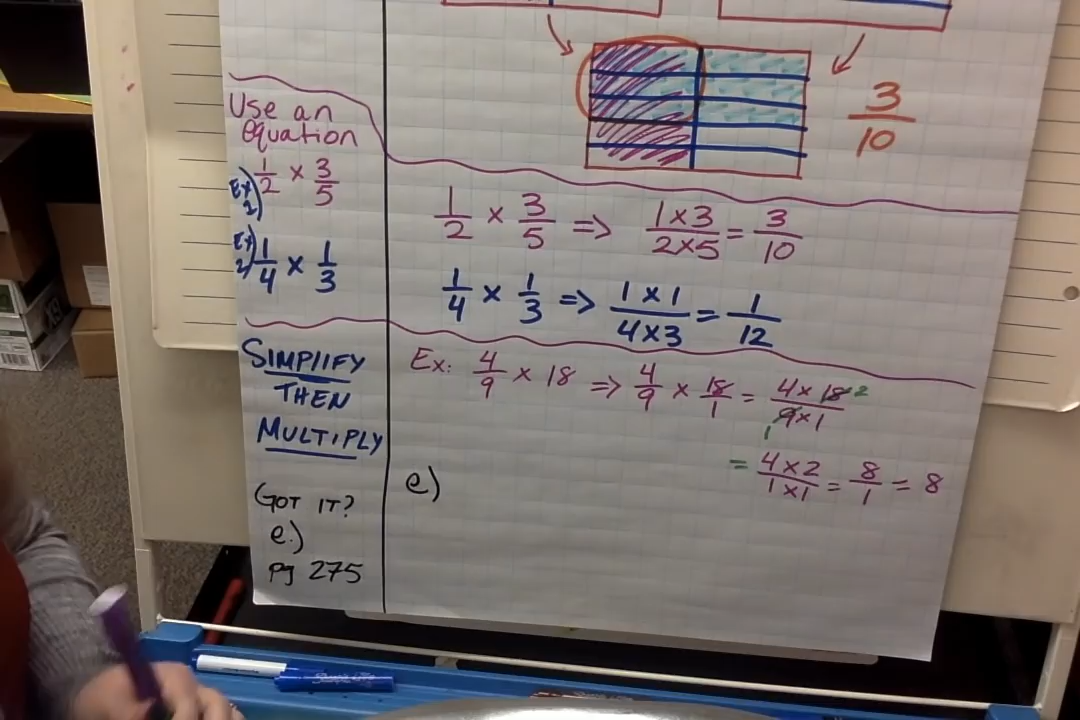 3/10
Use an
equation
Ex 2) 1/2 × 3/5
Ex 2) 1/4 × 1/3
1/2 × 3/5 => 1×3/2×5 = 3/10
1/4 × 1/3 => 1×1/4×3 = 1/12
SIMPLIFY
THEN
MULTIPLY
Ex: 4/9 × 18 => 4/9 × 18/1 = 4×18 2/9×1 1
= 4×2/1×1 = 8/1 = 8
GOT IT?
e.)
pg 275
e)
Sharpie